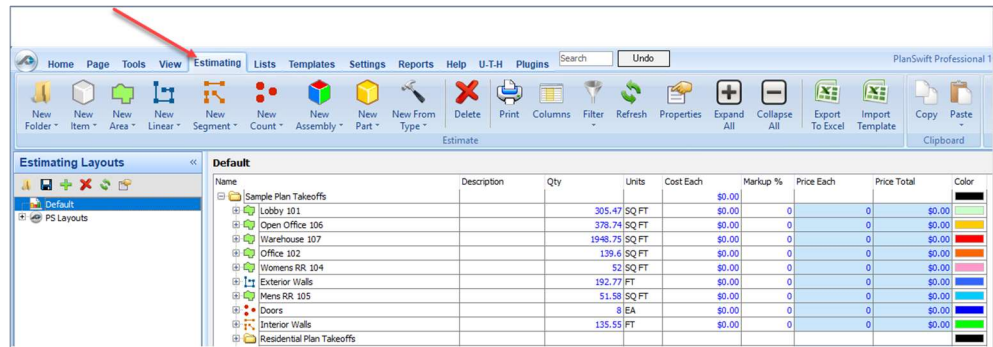 Home Page Tools View Estimating Lists Templates Settings Reports Help U-T-H Plugins Search Undo PlanSwift Professional 1
New Folder New Item New Area New Linear New Segment New Count New Assembly New Part New From Type Delete Print Columns Filter Refresh Properties Expand All Collapse All Export To Excel Import Template Copy Paste
Estimate Clipboard
Estimating Layouts « Default
Name Description Qty Units Cost Each Markup % Price Each Price Total Color
Default Sample Plan Takeoffs $0.00
PS Layouts Lobby 101 305.47 SQ FT $0.00 0 0 $0.00
Open Office 106 378.74 SQ FT $0.00 0 0 $0.00
Warehouse 107 1948.75 SQ FT $0.00 0 0 $0.00
Office 102 139.6 SQ FT $0.00 0 0 $0.00
Womens RR 104 52 SQ FT $0.00 0 0 $0.00
Exterior Walls 192.77 FT $0.00 0 0 $0.00
Mens RR 105 51.58 SQ FT $0.00 0 0 $0.00
Doors 8 EA $0.00 0 0 $0.00
Interior Walls 135.55 FT $0.00 0 0 $0.00
Residential Plan Takeoffs